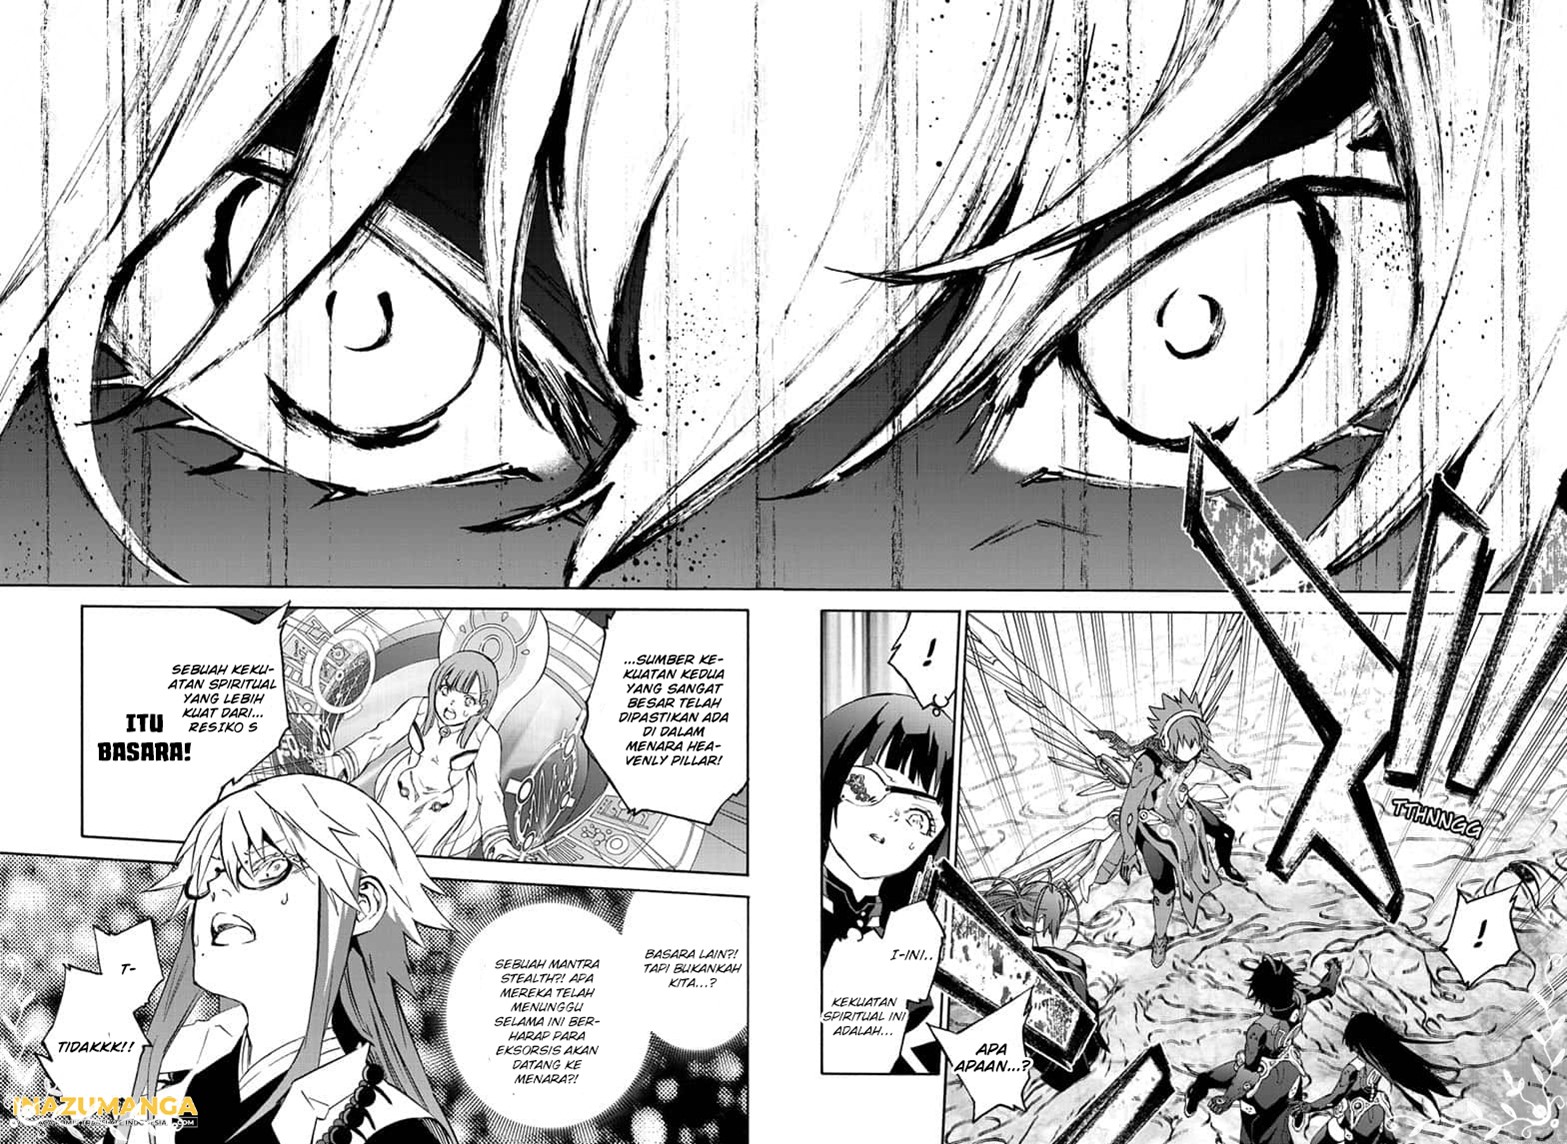 TTHNNGG
!
!
APA
APAAN...?
I-INI..
KEKUATAN
SPIRITUAL INI
ADALAH...
...SUMBER KE-
KUATAN KEDUA
YANG SANGAT
BESAR TELAH
DIPASTIKAN ADA
DI DALAM
MENARA HEA-
VENLY PILLAR!
SEBUAH KEKU-
ATAN SPIRITUAL
YANG LEBIH
KUAT DARI...
RESIKO 5
ITU
BASARA!
BASARA LAIN?!
TAPI BUKANKAH
KITA...?
SEBUAH MANTRA
STEALTH?! APA
MEREKA TELAH
MENUNGGU
SELAMA INI BER-
HARAP PARA
EKSORSIS AKAN
DATANG KE
MENARA?!
T-
TIDAKKK!!
INAZUMANGA